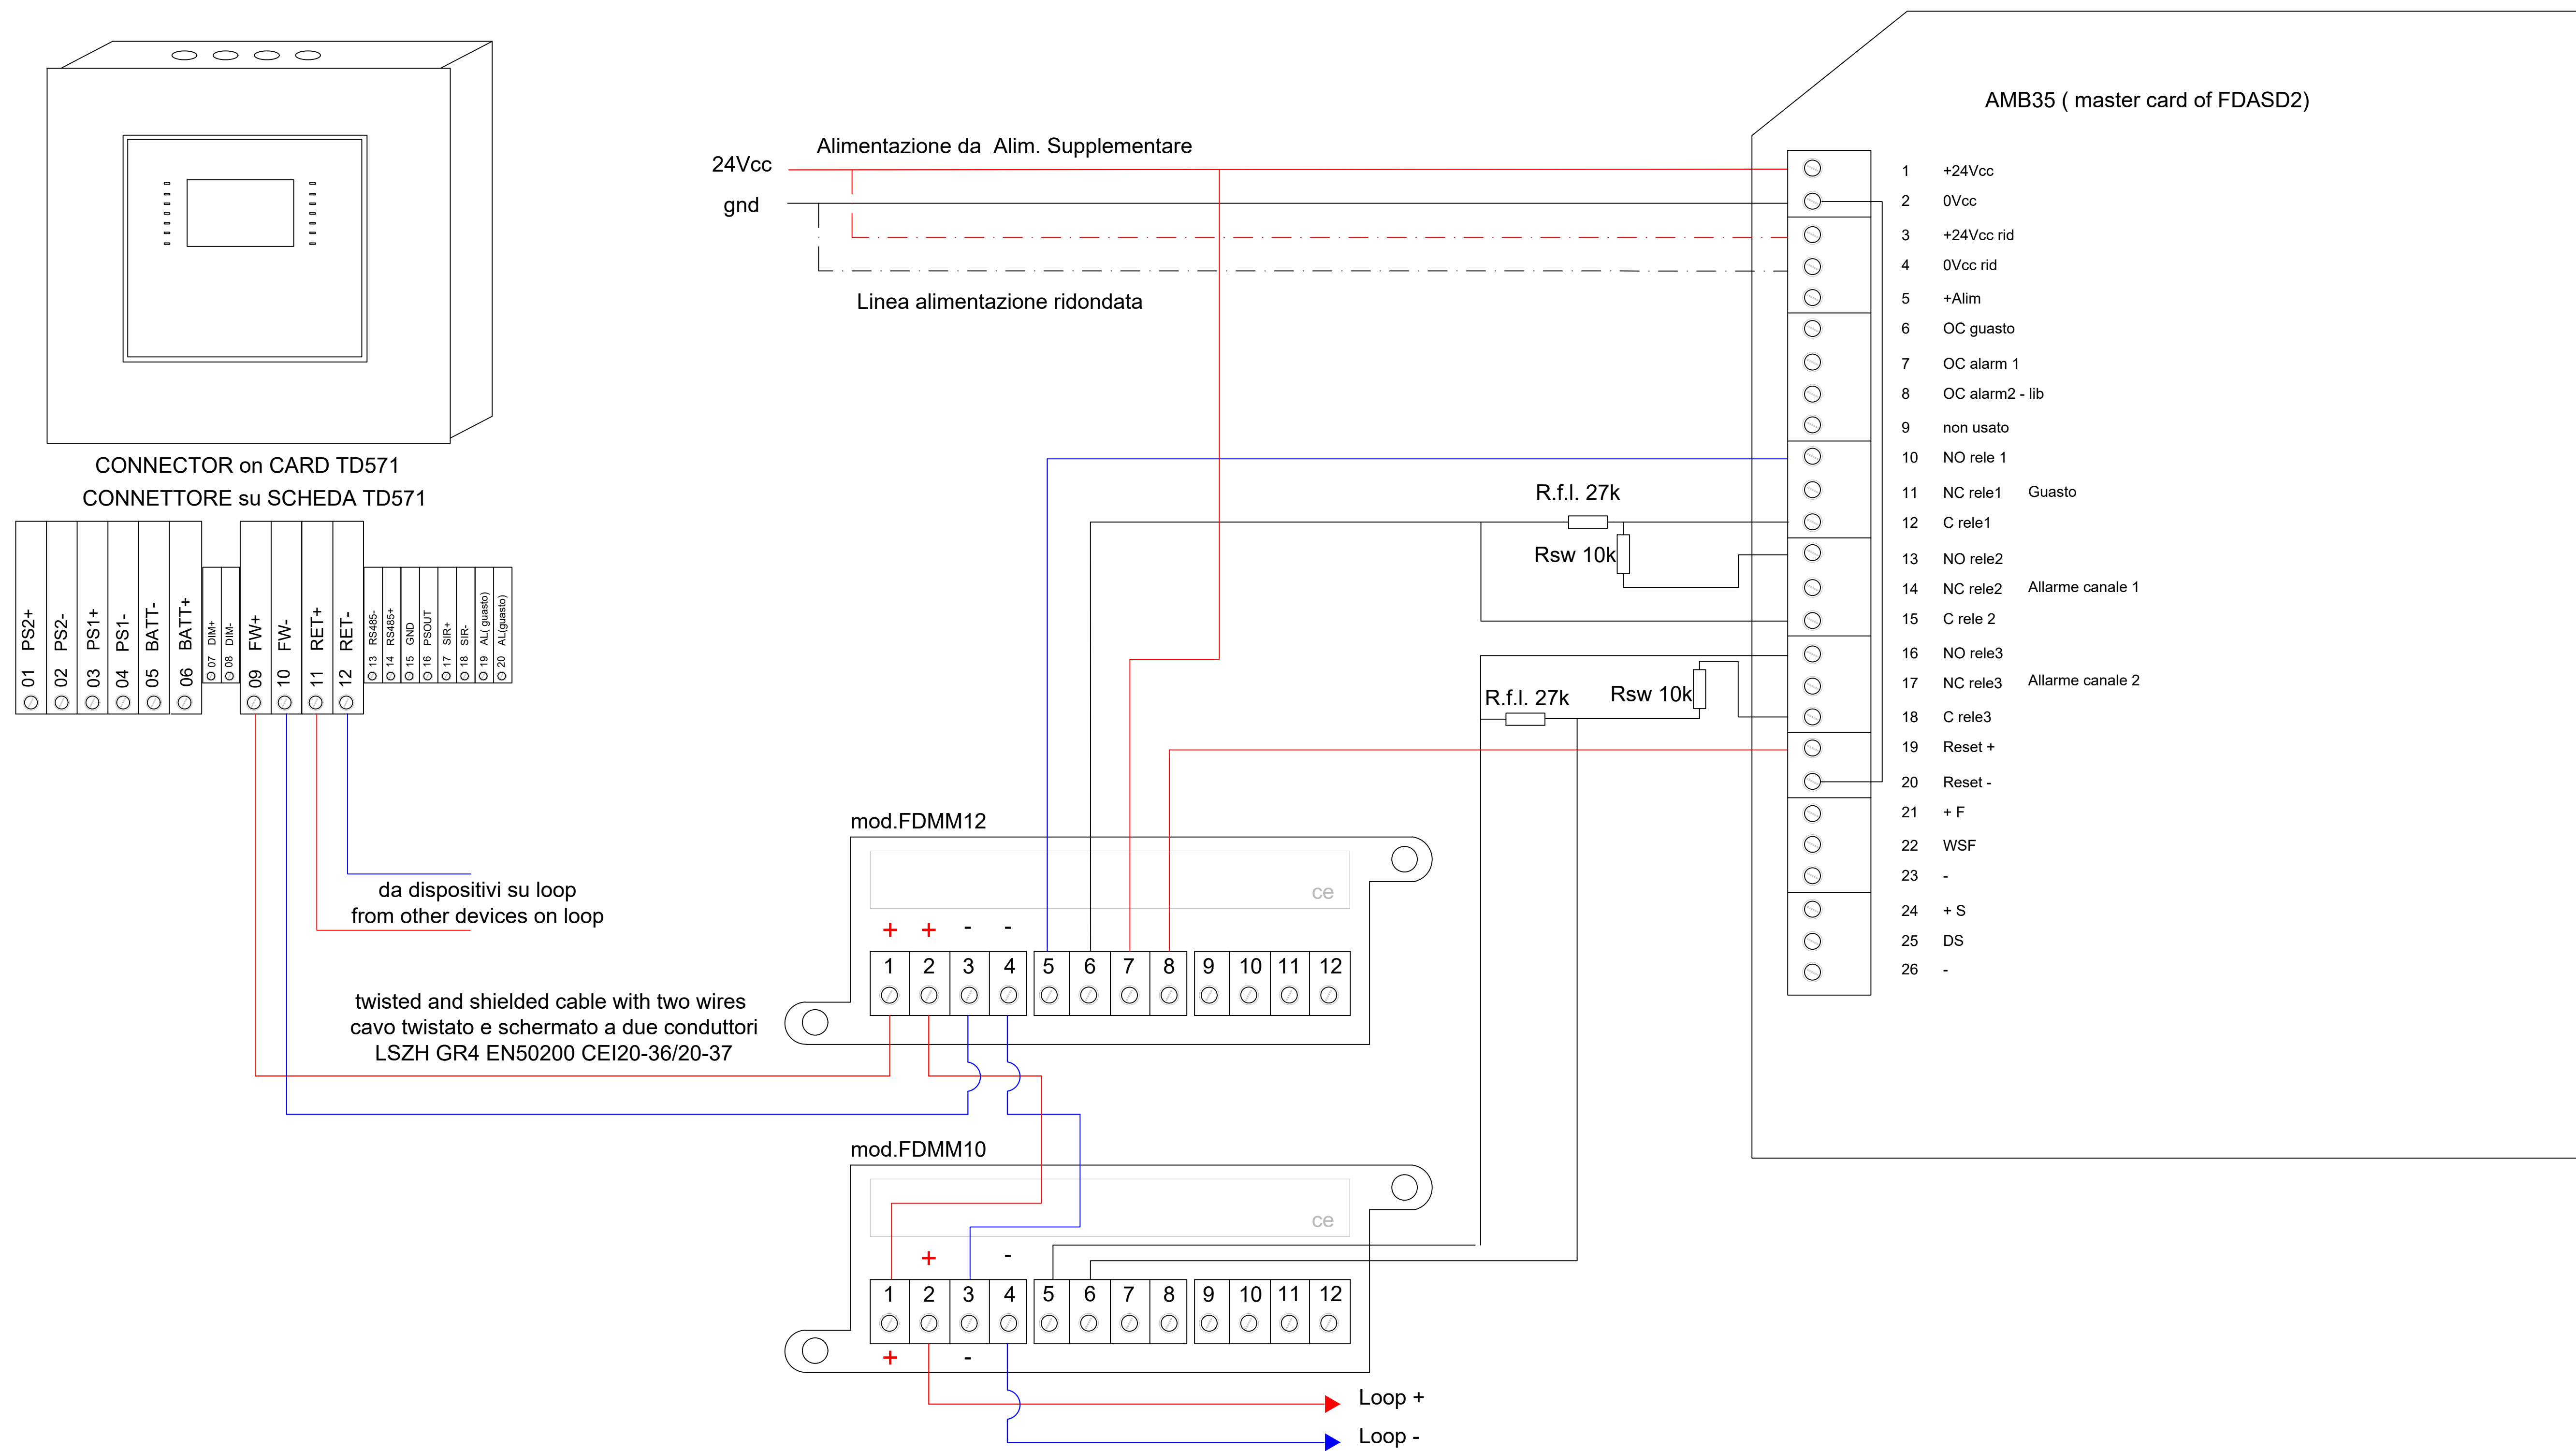 AMB35 ( master card of FDASD2)
Alimentazione da  Alim. Supplementare
24Vcc
gnd
Linea alimentazione ridondata
1 +24Vcc
2 0Vcc
3 +24Vcc rid
4 0Vcc rid
5 +Alim
6 OC guasto
7 OC alarm 1
8 OC alarm2 - lib
9 non usato
10 NO rele 1
11 NC rele1 Guasto
12 C rele1
13 NO rele2
14 NC rele2 Allarme canale 1
15 C rele 2
16 NO rele3
17 NC rele3 Allarme canale 2
18 C rele3
19 Reset +
20 Reset -
21 + F
22 WSF
23 -
24 + S
25 DS
26 -
R.f.l. 27k
Rsw 10k
R.f.l. 27k
Rsw 10k
CONNECTOR on CARD TD571
CONNETTORE su SCHEDA TD571
01 PS2+
02 PS2-
03 PS1+
04 PS1-
05 BATT-
06 BATT+
07 DIM+
08 DIM-
09 FW+
10 FW-
11 RET+
12 RET-
13 RS485-
14 RS485+
15 GND
16 PSOUT
17 SIR+
18 SIR-
19 AL( guasto)
20 AL(guasto)
da dispositivi su loop
from other devices on loop
twisted and shielded cable with two wires
cavo twistato e schermato a due conduttori
LSZH GR4 EN50200 CEI20-36/20-37
mod.FDMM12
ce
+ + - -
1 2 3 4 5 6 7 8 9 10 11 12
mod.FDMM10
ce
+ -
1 2 3 4 5 6 7 8 9 10 11 12
+ -
Loop +
Loop -